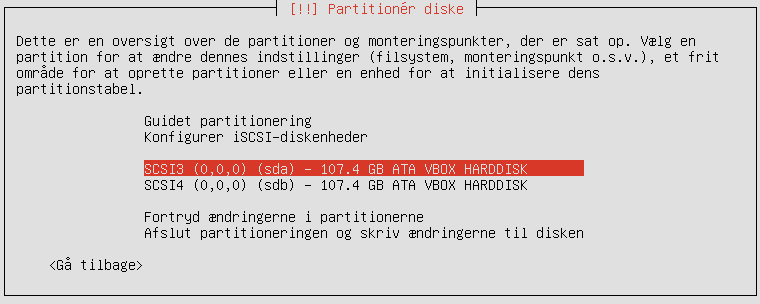 [!!] Partitionér diske
Dette er en oversigt over de partitioner og monteringspunkter, der er sat op. Vælg en
partition for at ændre dennes indstillinger (filsystem, monteringspunkt o.s.v.), et frit
område for at oprette partitioner eller en enhed for at initialisere dens
partitionstabel.
Guidet partitionering
Konfigurer iSCSI-diskenheder
SCSI3 (0,0,0) (sda) - 107.4 GB ATA VBOX HARDDISK
SCSI4 (0,0,0) (sdb) - 107.4 GB ATA VBOX HARDDISK
Fortryd ændringerne i partitionerne
Afslut partitioneringen og skriv ændringerne til disken
<Gå tilbage>